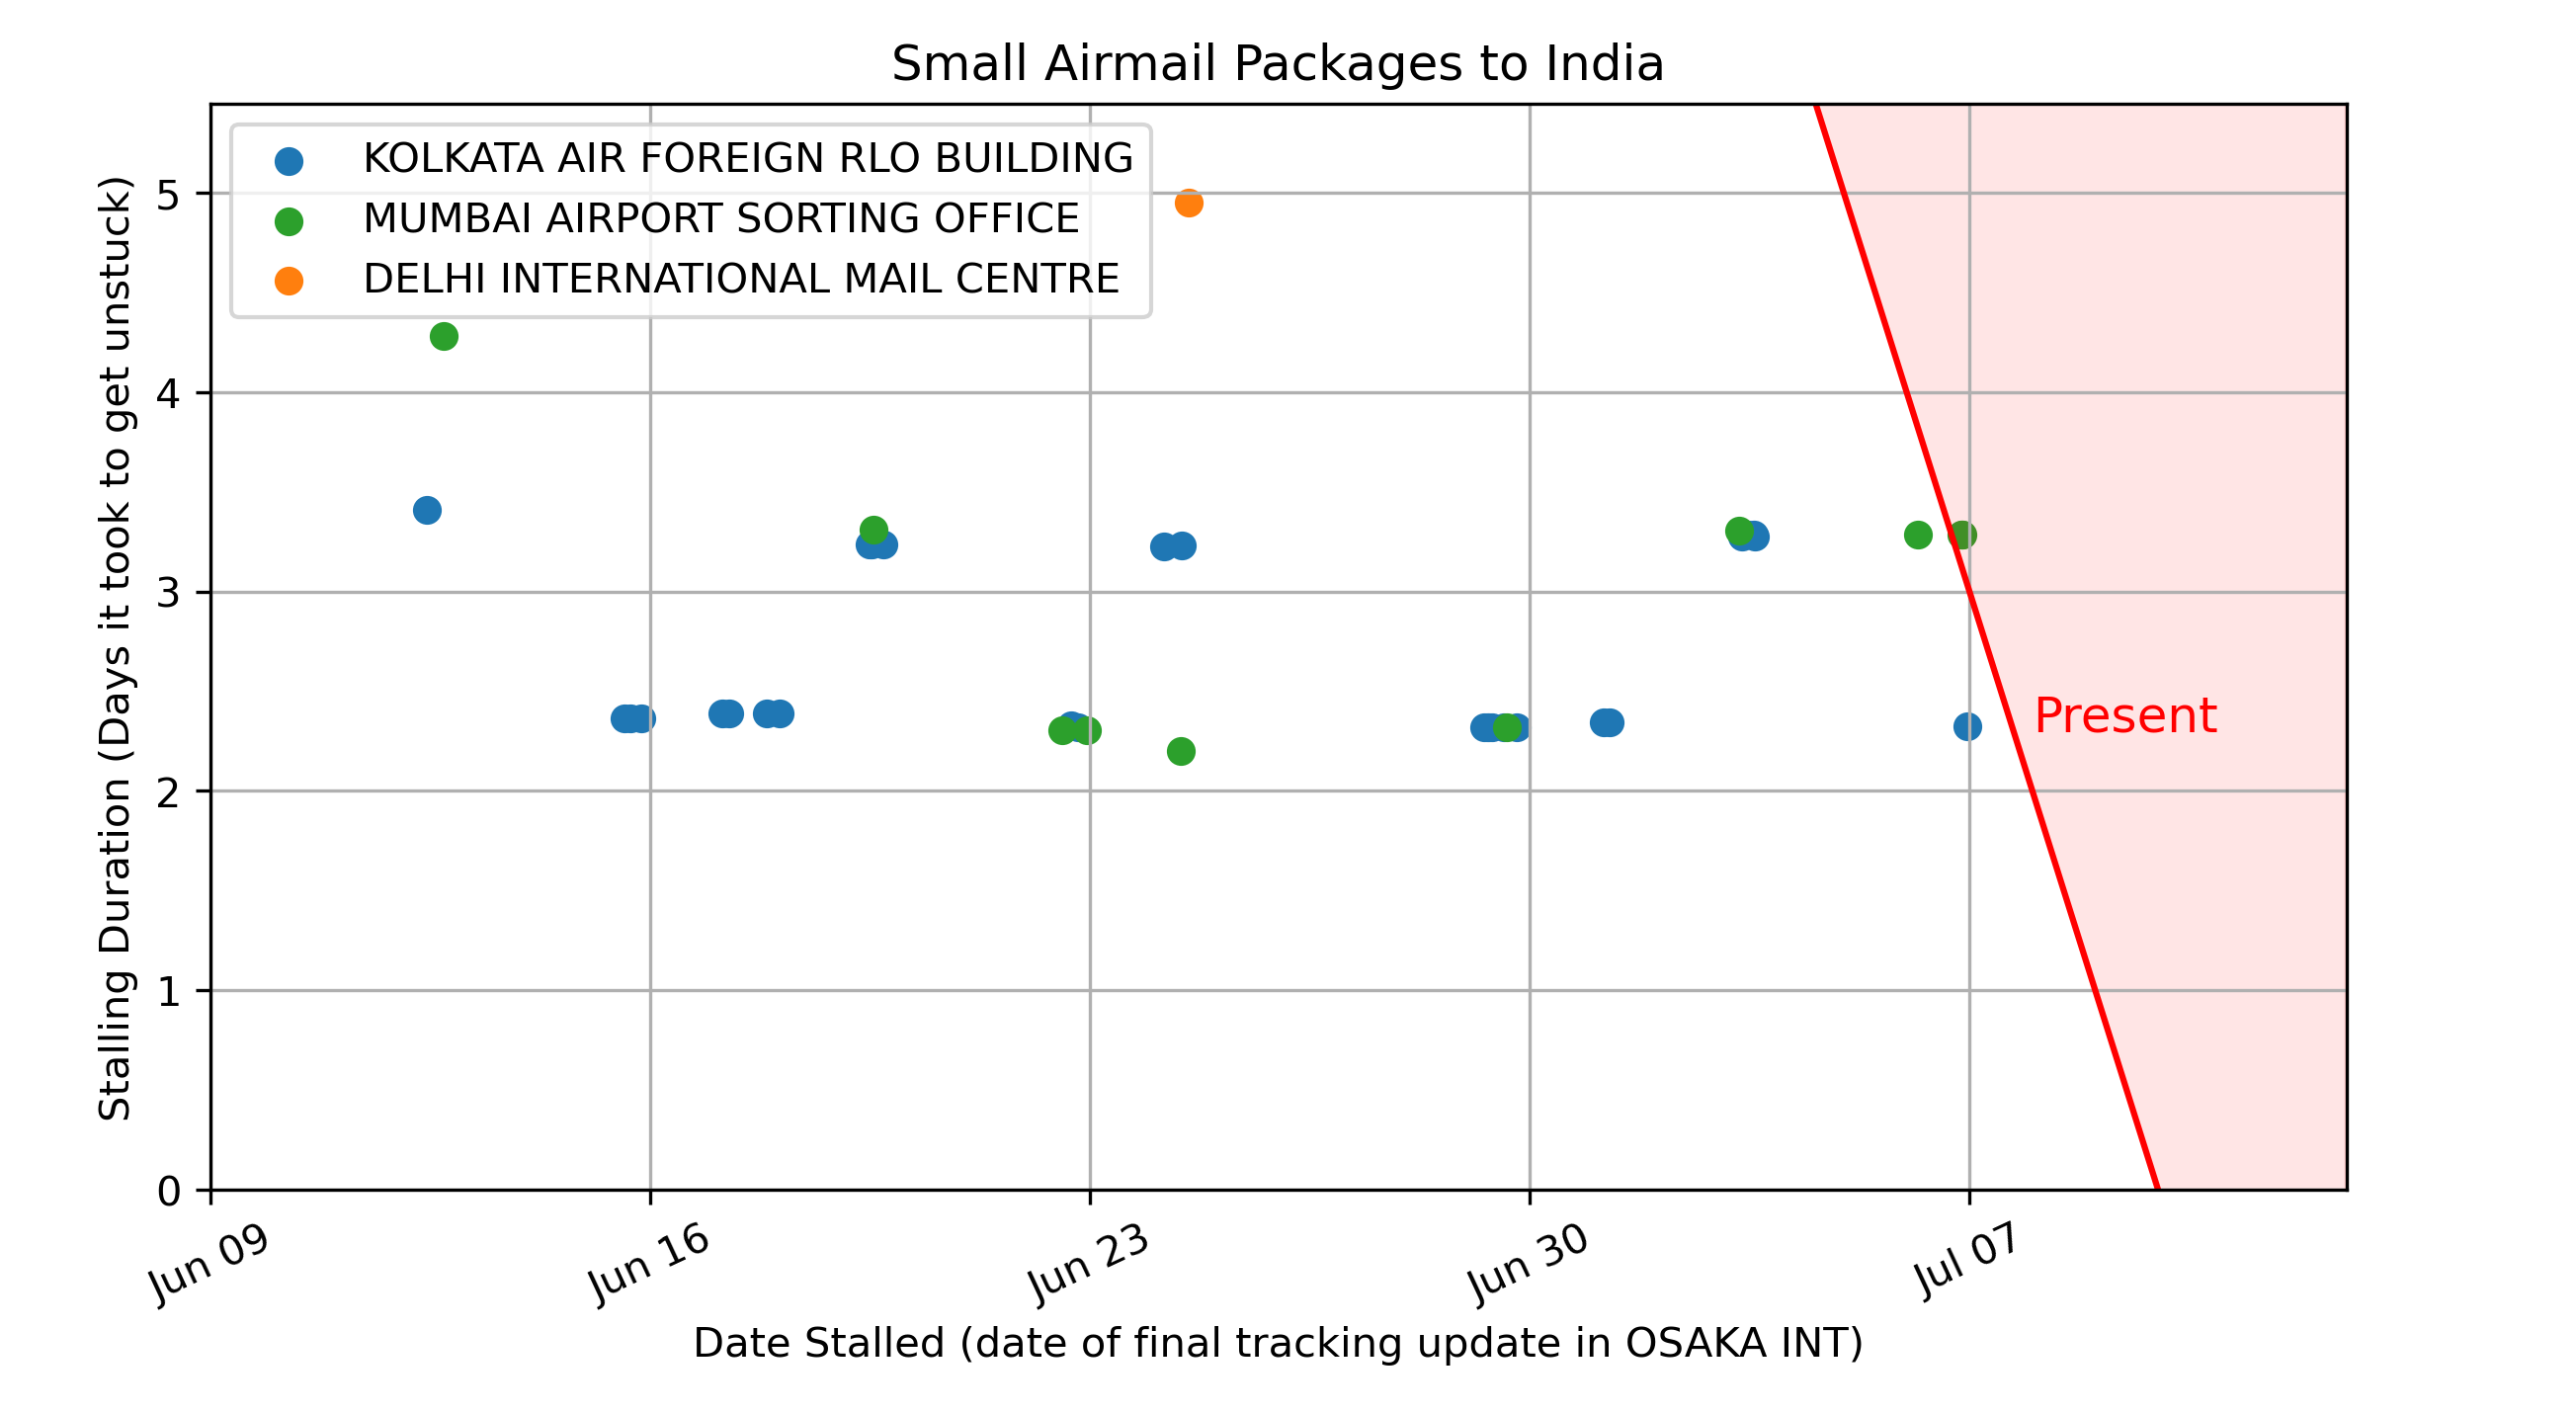 Small Airmail Packages to India
KOLKATA AIR FOREIGN RLO BUILDING
MUMBAI AIRPORT SORTING OFFICE
DELHI INTERNATIONAL MAIL CENTRE
Stalling Duration (Days it took to get unstuck)
5
4
3
2
1
0
Present
Jun 09
Jun 16
Jun 23
Jun 30
Jul 07
Date Stalled (date of final tracking update in OSAKA INT)